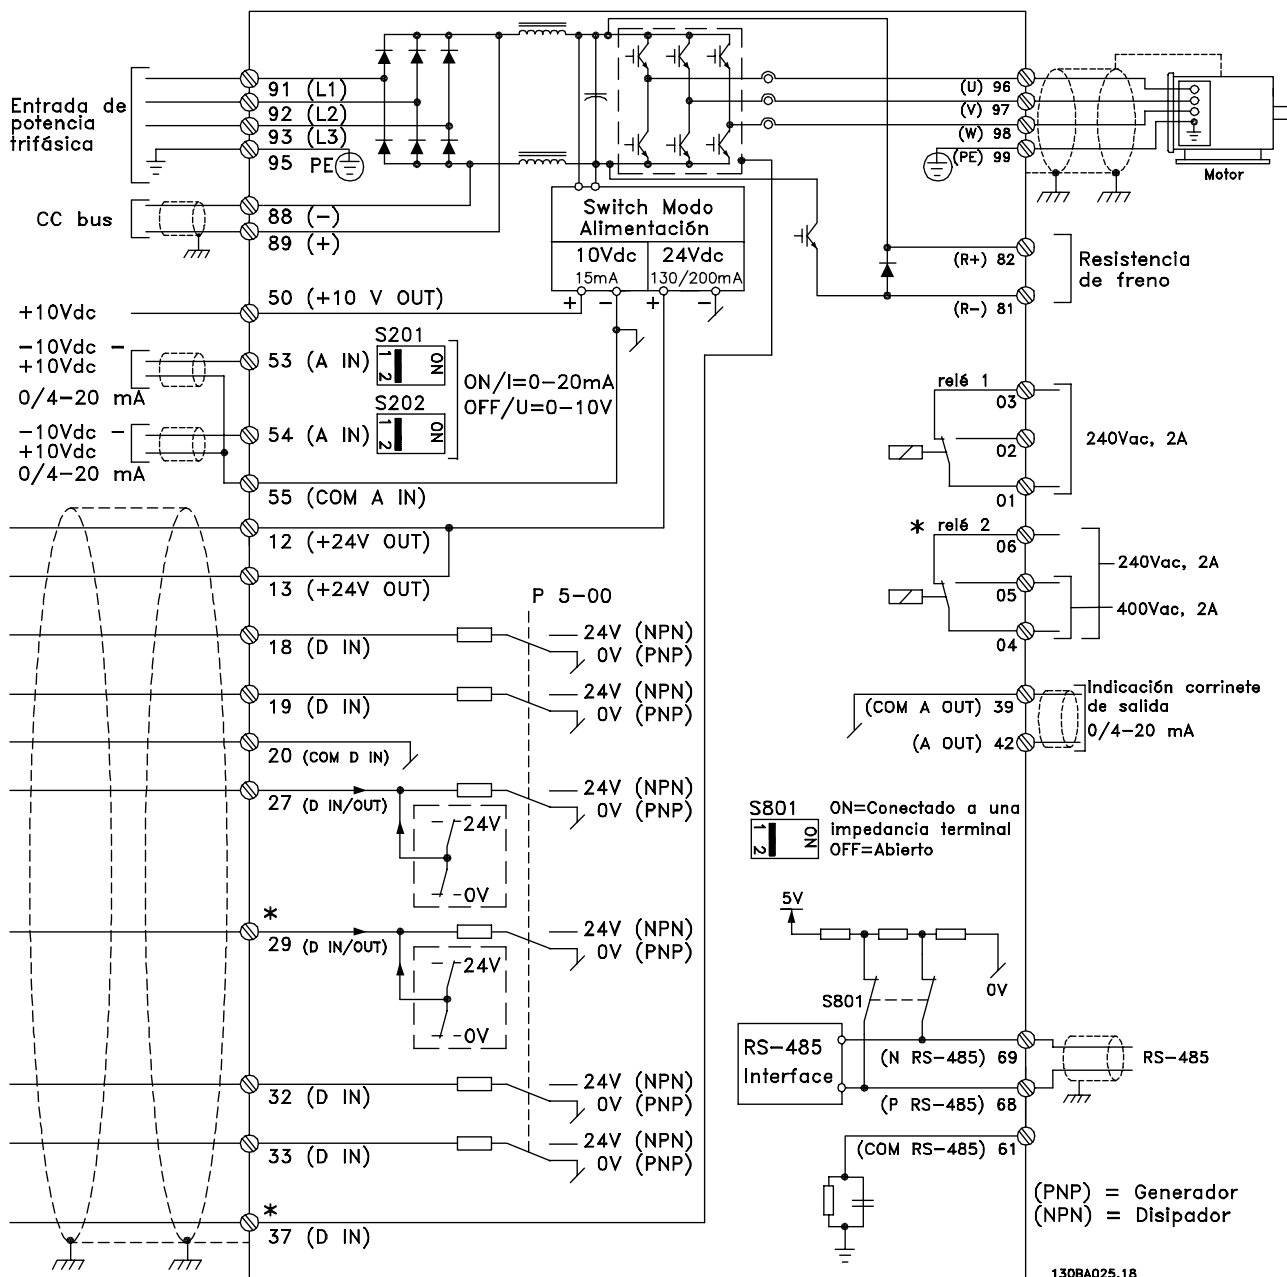 Entrada de
potencia
trifásica
91 (L1)
92 (L2)
93 (L3)
95 PE
CC bus
88 (−)
89 (+)
Switch Modo
Alimentación
10Vdc
15mA
24Vdc
130/200mA
+ − + −
(U) 96
(V) 97
(W) 98
(PE) 99
Motor
(R+) 82
(R−) 81
Resistencia
de freno
+10Vdc
50 (+10 V OUT)
−10Vdc −
+10Vdc
0/4−20 mA
53 (A IN)
S201
1 2
ON
ON/I=0−20mA
OFF/U=0−10V
S202
1 2
ON
−10Vdc −
+10Vdc
0/4−20 mA
54 (A IN)
55 (COM A IN)
12 (+24V OUT)
13 (+24V OUT)
P 5−00
18 (D IN)
24V (NPN)
0V (PNP)
19 (D IN)
24V (NPN)
0V (PNP)
20 (COM D IN)
27 (D IN/OUT)
24V (NPN)
0V (PNP)
24V
0V
*
29 (D IN/OUT)
24V (NPN)
0V (PNP)
24V
0V
32 (D IN)
24V (NPN)
0V (PNP)
33 (D IN)
24V (NPN)
0V (PNP)
*
37 (D IN)
relé 1
03
02
01
240Vac, 2A
* relé 2
06
05
04
240Vac, 2A
400Vac, 2A
(COM A OUT) 39
(A OUT) 42
Indicación corrinete
de salida
0/4−20 mA
S801
1 2
ON
ON=Conectado a una
impedancia terminal
OFF=Abierto
5V
S801
0V
RS−485
Interface
(N RS−485) 69
(P RS−485) 68
RS−485
(COM RS−485) 61
(PNP) = Generador
(NPN) = Disipador
130BA025.18